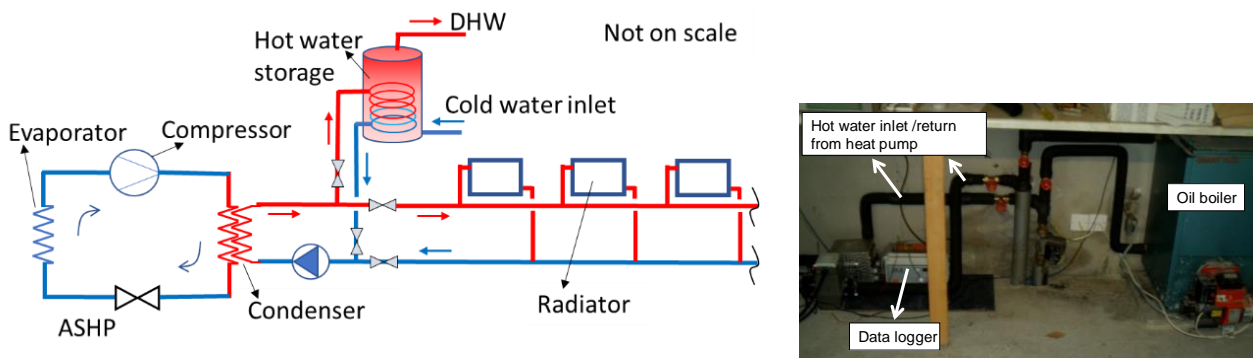 DHW
Hot water
storage
Not on scale
Cold water inlet
Evaporator
Compressor
Radiator
Condenser
ASHP
Hot water inlet /return
from heat pump
Oil boiler
Data logger